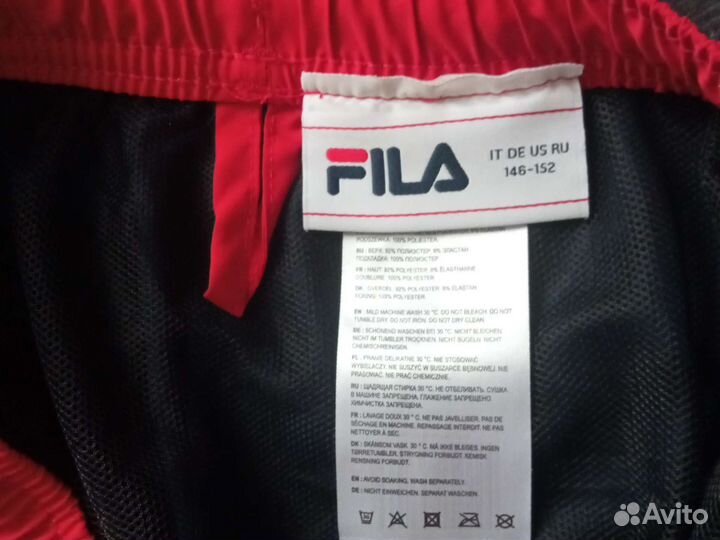 FILA
IT DE US RU
146-152
PODSZEWKA: 100% POLIESTER.
RU : ВЕРХ: 92% ПОЛИЭСТЕР 8% ЭЛАСТАН
ПОДКЛАДКА: 100% ПОЛИЭСТЕР.
FR : HAUT: 92% POLYESTER 8% ÉLASTHANNE
DOUBLURE: 100% POLYESTER.
DK : OVERDEL: 92% POLYESTER 8% ELASTAN
FORING: 100% POLYESTER.
EN : MILD MACHINE WASH 30 °C. DO NOT BLEACH. DO NOT
TUMBLE DRY. DO NOT IRON. DO NOT DRY CLEAN.
DE : SCHONEND WASCHEN BEI 30 °C. NICHT BLEICHEN.
NICHT IM TUMBLER TROCKNEN. NICHT BÜGELN. NICHT
CHEMISCHREINIGEN.
PL : PRANIE DELIKATNE 30 °C. NIE STOSOWAĆ
WYBIELACZY. NIE SUSZYĆ W SUSZARCE BĘBNOWEJ. NIE
PRASOWAĆ. NIE PRAĆ CHEMICZNIE.
RU : ЩАДЯЩАЯ СТИРКА 30 °C. НЕ ОТБЕЛИВАТЬ. СУШКА
В МАШИНЕ ЗАПРЕЩЕНА. ГЛАЖЕНИЕ ЗАПРЕЩЕНО.
ХИМЧИСТКА ЗАПРЕЩЕНА.
FR : LAVAGE DOUX 30 °C. NE PAS JAVELLISER. PAS DE
SÉCHAGE EN MACHINE. REPASSAGE INTERDIT. NE PAS
NETTOYER À SEC.
DK : SKÅNSOM VASK. 30 °C. MÅ IKKE BLEGES. INGEN
TØRRETUMBLER. STRYGNING FORBUDT. KEMISK
RENSNING FORBUDT.
EN : AVOID SOAKING. WASH SEPARATELY.
DE : NICHT EINWEICHEN. SEPARAT WASCHEN.
30
Avito